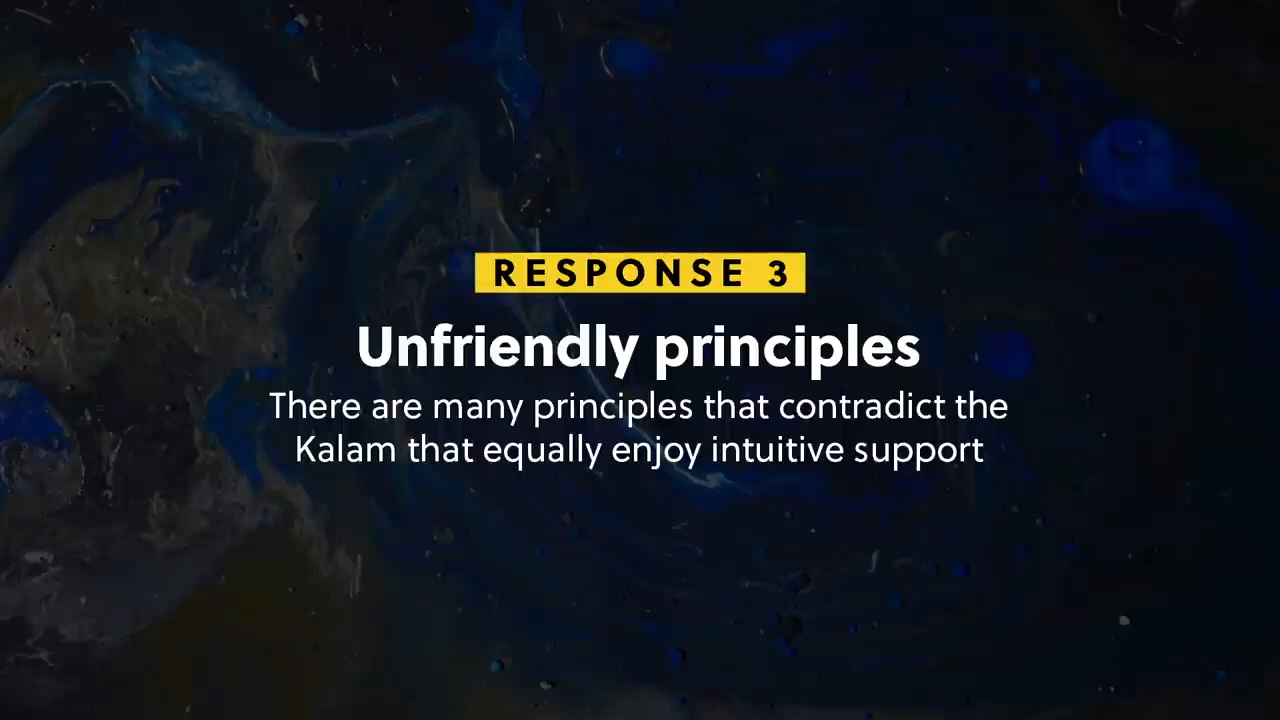 RESPONSE 3
Unfriendly principles
There are many principles that contradict the
Kalam that equally enjoy intuitive support